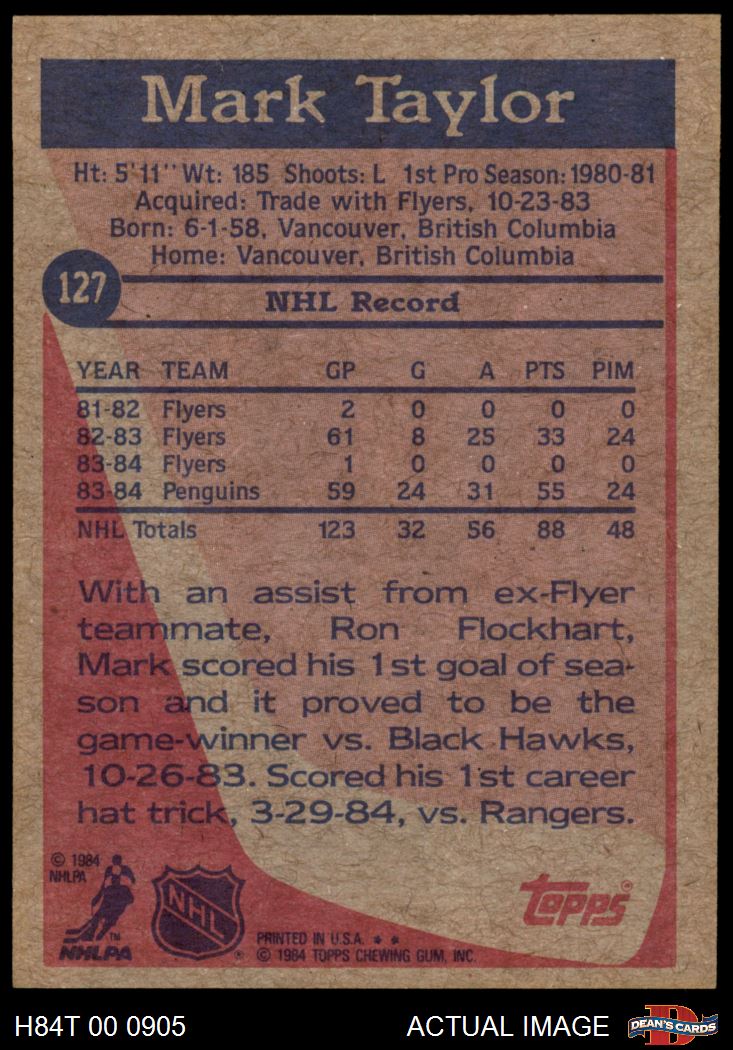 Mark Taylor
Ht: 5'11" Wt: 185 Shoots: L 1st Pro Season: 1980-81
Acquired: Trade with Flyers, 10-23-83
Born: 6-1-58, Vancouver, British Columbia
Home: Vancouver, British Columbia
127
NHL Record
YEAR TEAM GP G A PTS PIM
81-82 Flyers 2 0 0 0 0
82-83 Flyers 61 8 25 33 24
83-84 Flyers 1 0 0 0 0
83-84 Penguins 59 24 31 55 24
NHL Totals 123 32 56 88 48
With an assist from ex-Flyer
teammate, Ron Flockhart,
Mark scored his 1st goal of sea-
son and it proved to be the
game-winner vs. Black Hawks,
10-26-83. Scored his 1st career
hat trick, 3-29-84, vs. Rangers.
© 1984
NHLPA
™
NHLPA
NHL
®
topps®
PRINTED IN U.S.A. * *
© 1984 TOPPS CHEWING GUM, INC.
H84T 00 0905 ACTUAL IMAGE
D
DEAN'S CARDS